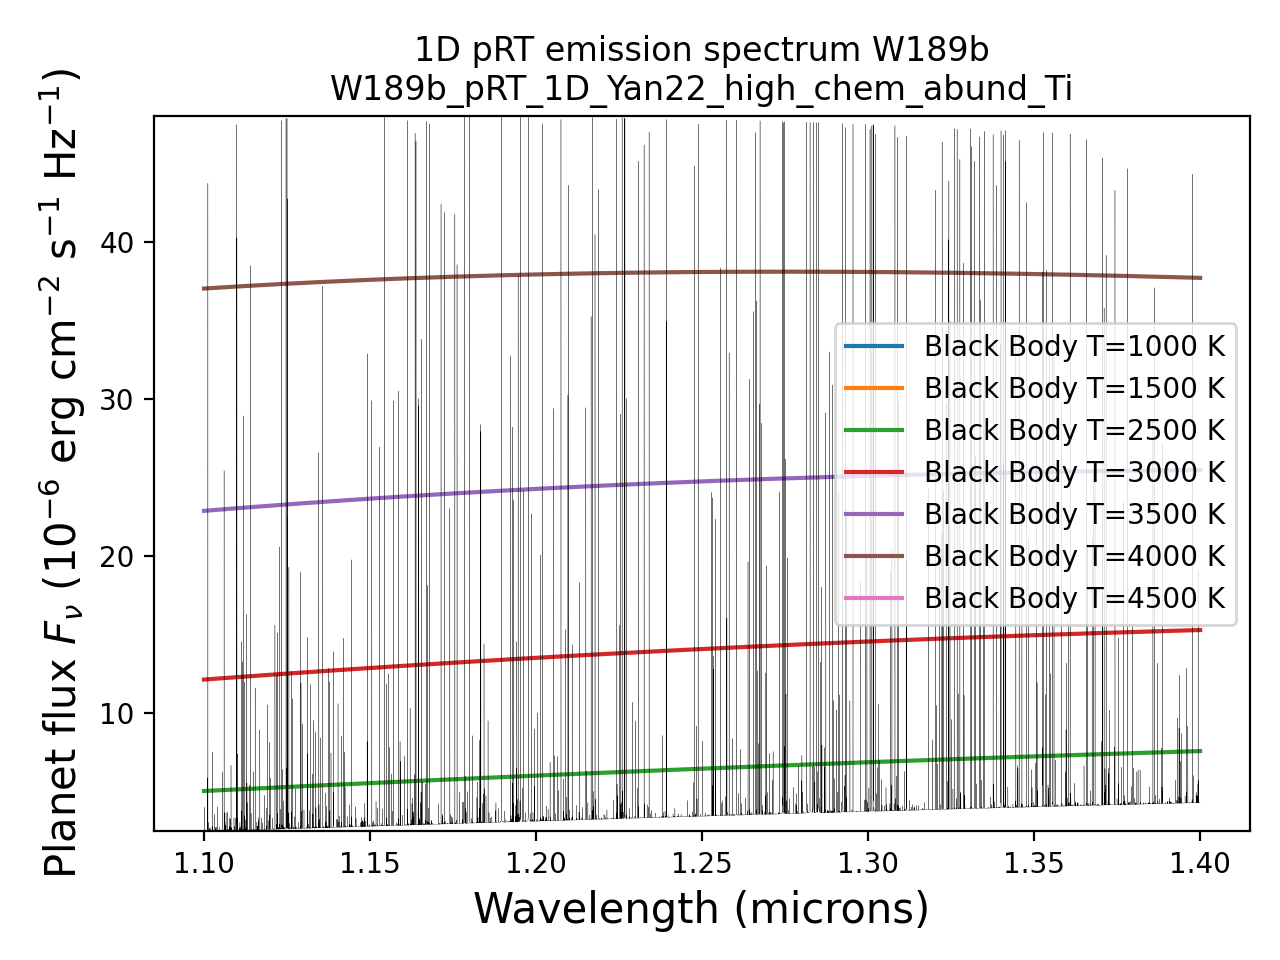 1D pRT emission spectrum W189b
W189b_pRT_1D_Yan22_high_chem_abund_Ti
Planet flux Fν (10⁻⁶ erg cm⁻² s⁻¹ Hz⁻¹)
40
30
20
10
Black Body T=1000 K
Black Body T=1500 K
Black Body T=2500 K
Black Body T=3000 K
Black Body T=3500 K
Black Body T=4000 K
Black Body T=4500 K
1.10 1.15 1.20 1.25 1.30 1.35 1.40
Wavelength (microns)